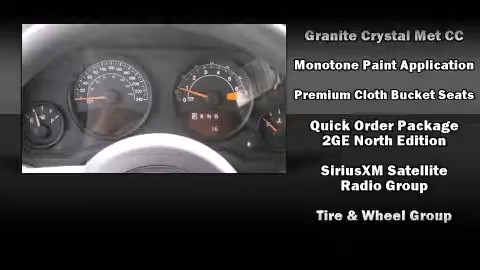 Granite Crystal Met CC
Monotone Paint Application
Premium Cloth Bucket Seats
Quick Order Package
2GE North Edition
SiriusXM Satellite
Radio Group
Tire & Wheel Group
P R N D
16